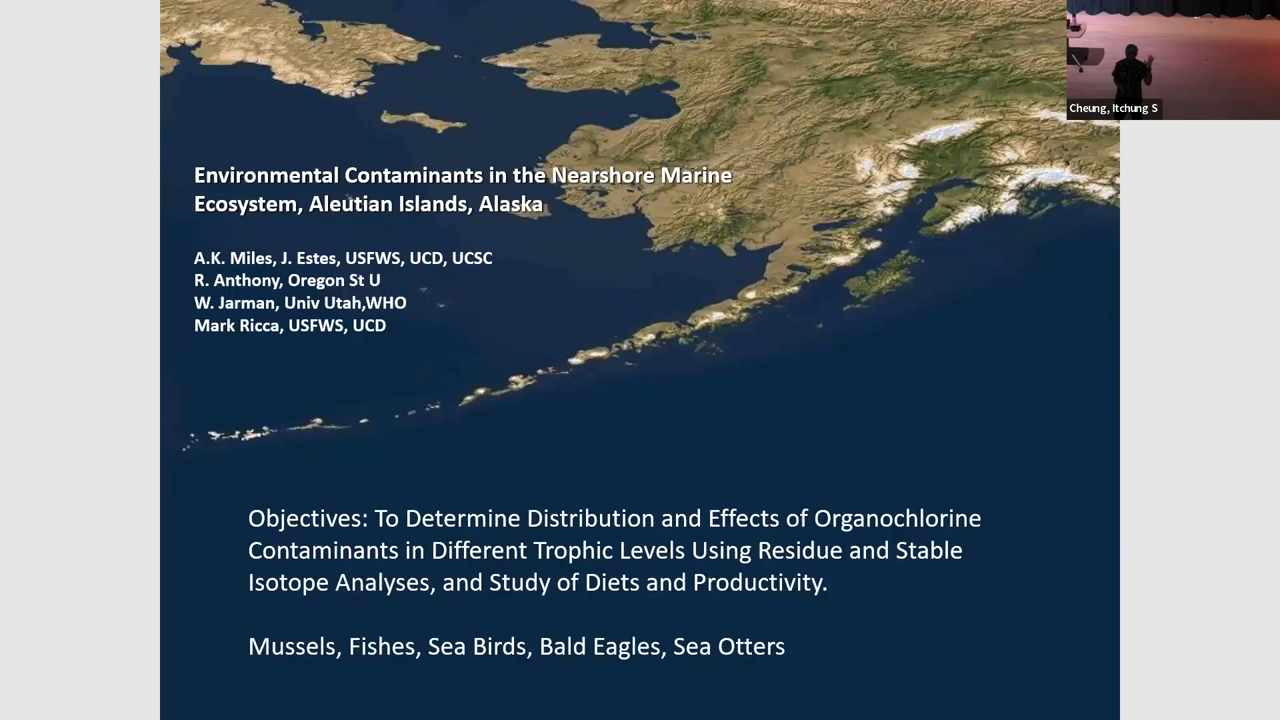 Cheung, Itchung S
Environmental Contaminants in the Nearshore Marine
Ecosystem, Aleutian Islands, Alaska
A.K. Miles, J. Estes, USFWS, UCD, UCSC
R. Anthony, Oregon St U
W. Jarman, Univ Utah,WHO
Mark Ricca, USFWS, UCD
Objectives: To Determine Distribution and Effects of Organochlorine
Contaminants in Different Trophic Levels Using Residue and Stable
Isotope Analyses, and Study of Diets and Productivity.
Mussels, Fishes, Sea Birds, Bald Eagles, Sea Otters